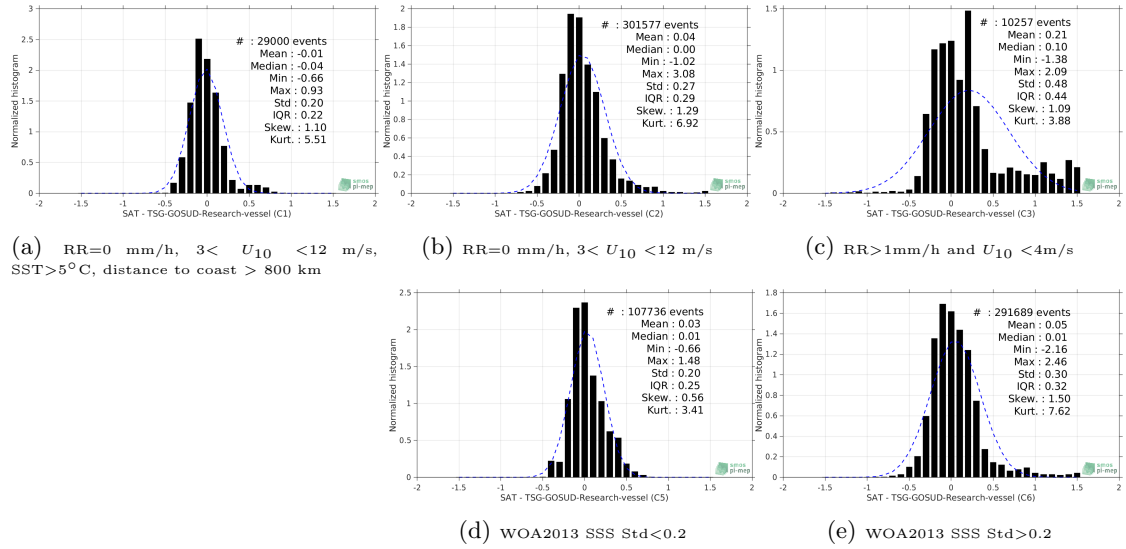 3
2.5
2
1.5
1
0.5
0
Normalized histogram
# : 29000 events
Mean : -0.01
Median : -0.04
Min : -0.66
Max : 0.93
Std : 0.20
IQR : 0.22
Skew. : 1.10
Kurt. : 5.51
smos
pi-mep
-2 -1.5 -1 -0.5 0 0.5 1 1.5 2
SAT - TSG-GOSUD-Research-vessel (C1)
(a) RR=0 mm/h, 3< U10 <12 m/s,
SST>5°C, distance to coast > 800 km
2
1.8
1.6
1.4
1.2
1
0.8
0.6
0.4
0.2
0
Normalized histogram
# : 301577 events
Mean : 0.04
Median : 0.00
Min : -1.02
Max : 3.08
Std : 0.27
IQR : 0.29
Skew. : 1.29
Kurt. : 6.92
smos
pi-mep
-2 -1.5 -1 -0.5 0 0.5 1 1.5 2
SAT - TSG-GOSUD-Research-vessel (C2)
(b) RR=0 mm/h, 3< U10 <12 m/s
1.5
1
0.5
0
Normalized histogram
# : 10257 events
Mean : 0.21
Median : 0.10
Min : -1.38
Max : 2.09
Std : 0.48
IQR : 0.44
Skew. : 1.09
Kurt. : 3.88
smos
pi-mep
-2 -1.5 -1 -0.5 0 0.5 1 1.5 2
SAT - TSG-GOSUD-Research-vessel (C3)
(c) RR>1mm/h and U10 <4m/s
2.5
2
1.5
1
0.5
0
Normalized histogram
# : 107736 events
Mean : 0.03
Median : 0.01
Min : -0.66
Max : 1.48
Std : 0.20
IQR : 0.25
Skew. : 0.56
Kurt. : 3.41
smos
pi-mep
-2 -1.5 -1 -0.5 0 0.5 1 1.5 2
SAT - TSG-GOSUD-Research-vessel (C5)
(d) WOA2013 SSS Std<0.2
1.8
1.6
1.4
1.2
1
0.8
0.6
0.4
0.2
0
Normalized histogram
# : 291689 events
Mean : 0.05
Median : 0.01
Min : -2.16
Max : 2.46
Std : 0.30
IQR : 0.32
Skew. : 1.50
Kurt. : 7.62
smos
pi-mep
-2 -1.5 -1 -0.5 0 0.5 1 1.5 2
SAT - TSG-GOSUD-Research-vessel (C6)
(e) WOA2013 SSS Std>0.2